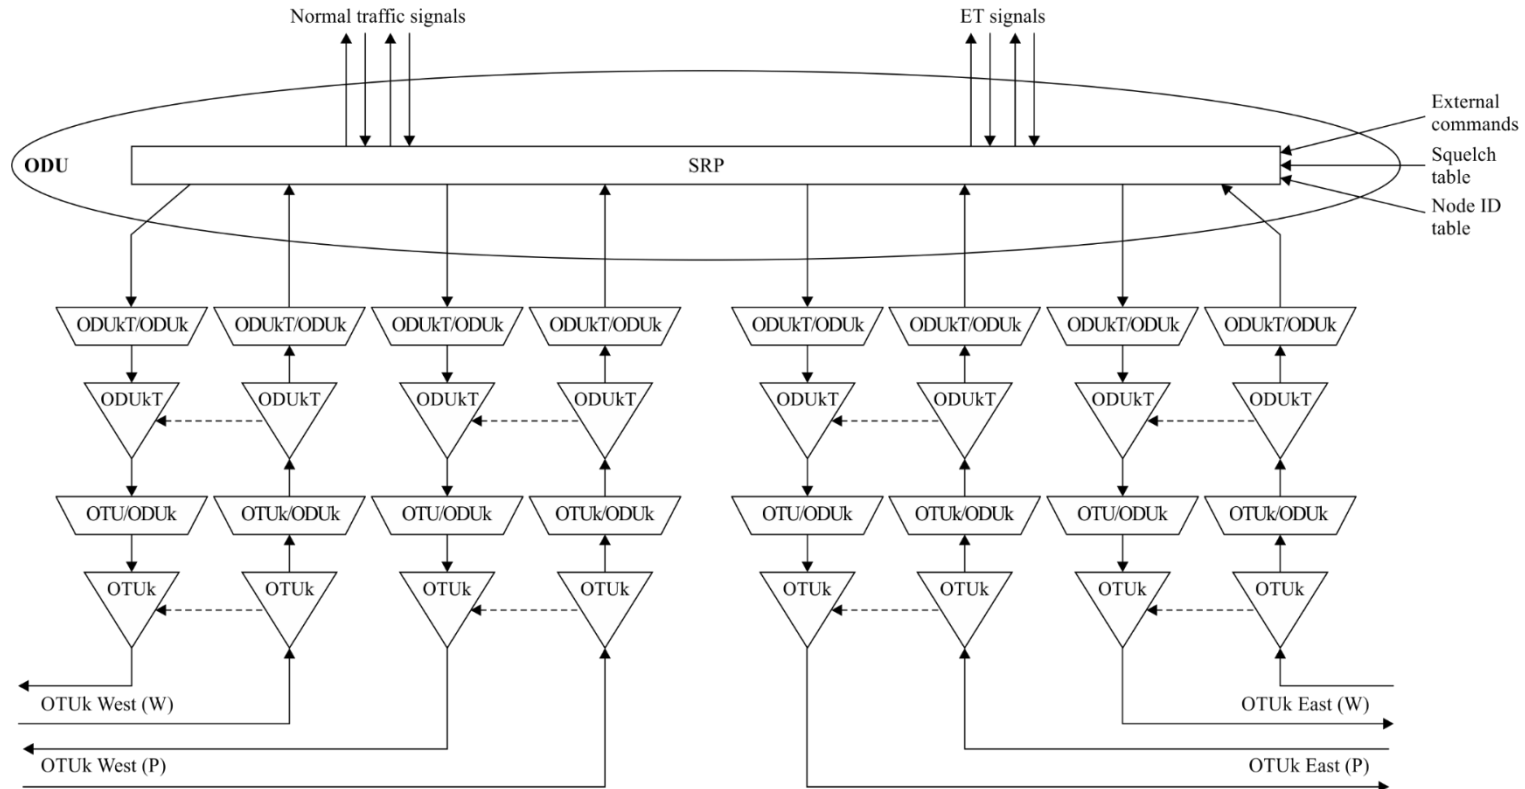 Normal traffic signals
ET signals
External
commands
ODU
SRP
Squelch
table
Node ID
table
ODUkT/ODUk ODUkT/ODUk ODUkT/ODUk ODUkT/ODUk ODUkT/ODUk ODUkT/ODUk ODUkT/ODUk ODUkT/ODUk
ODUkT ODUkT ODUkT ODUkT ODUkT ODUkT ODUkT ODUkT
OTU/ODUk OTUk/ODUk OTU/ODUk OTUk/ODUk OTU/ODUk OTUk/ODUk OTU/ODUk OTUk/ODUk
OTUk OTUk OTUk OTUk OTUk OTUk OTUk OTUk
OTUk West (W)
OTUk East (W)
OTUk West (P)
OTUk East (P)